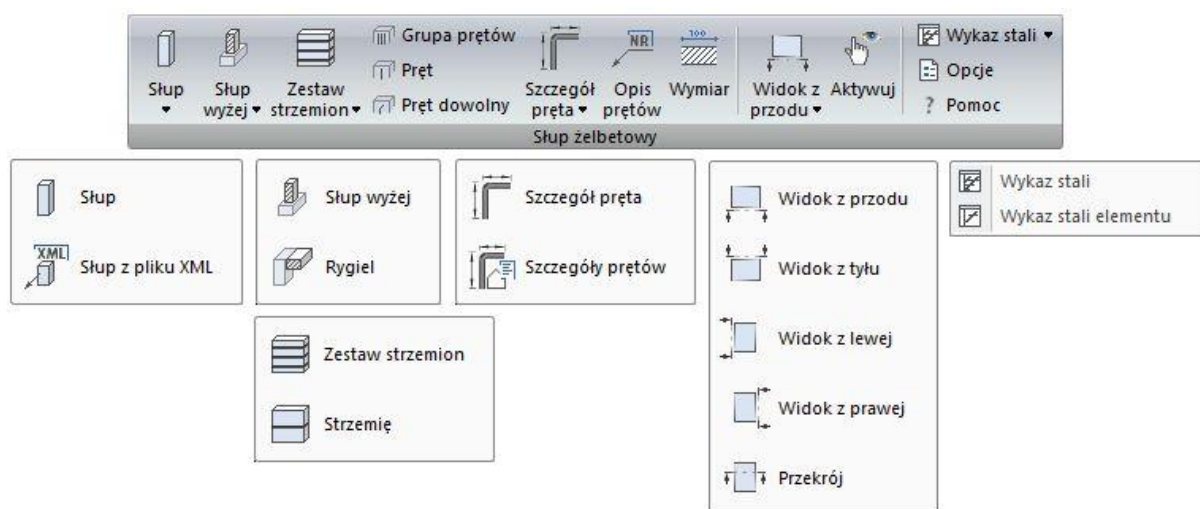 Słup
Słup
wyżej
Zestaw
strzemion
Grupa prętów
Pręt
Pręt dowolny
Szczegół
pręta
NR
Opis
prętów
100
Wymiar
Widok z
przodu
Aktywuj
Wykaz stali
Opcje
? Pomoc
Słup żelbetowy
Słup
XML
Słup z pliku XML
Słup wyżej
Rygiel
Szczegół pręta
Szczegóły prętów
Widok z przodu
Widok z tyłu
Widok z lewej
Widok z prawej
Przekrój
Wykaz stali
Wykaz stali elementu
Zestaw strzemion
Strzemię